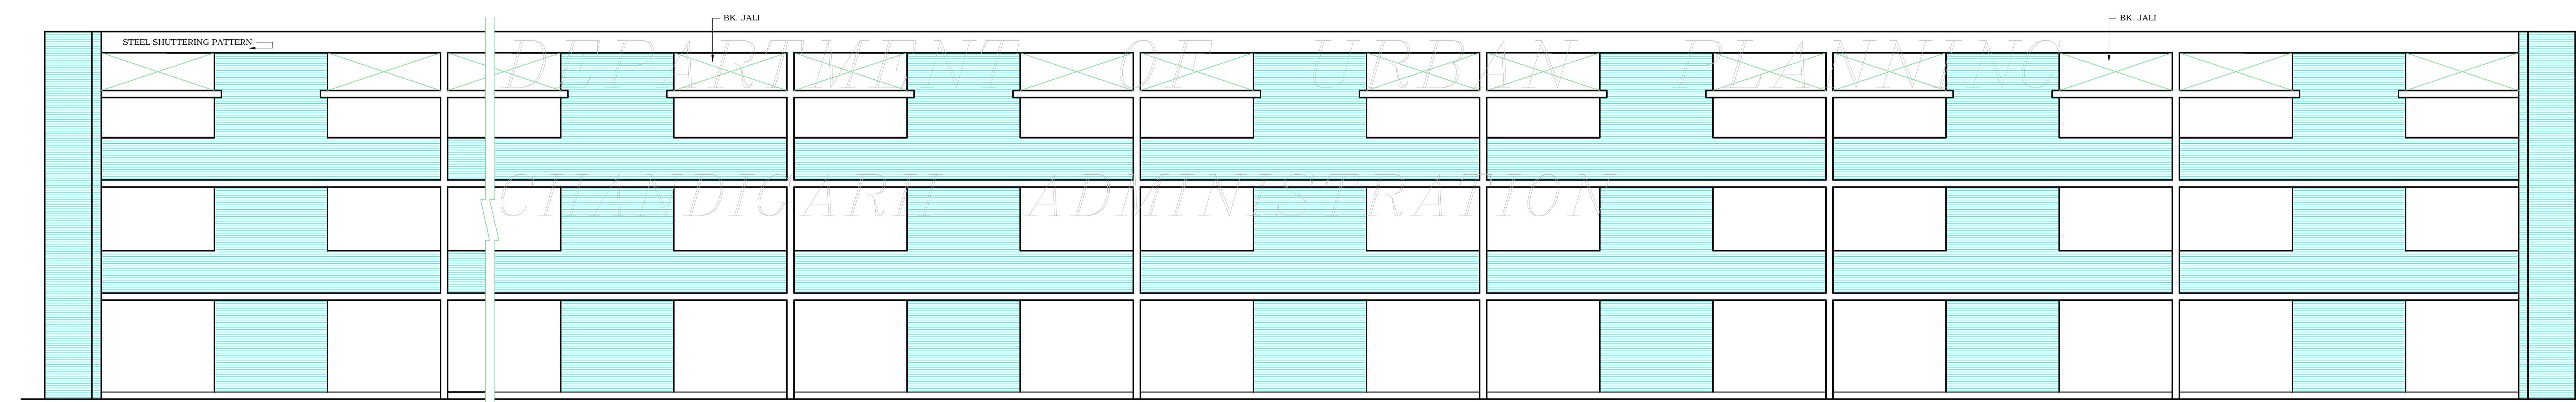 BK. JALI
BK. JALI
STEEL SHUTTERING PATTERN
DEPARTMENT OF URBAN PLANNING
CHANDIGARH ADMINISTRATION